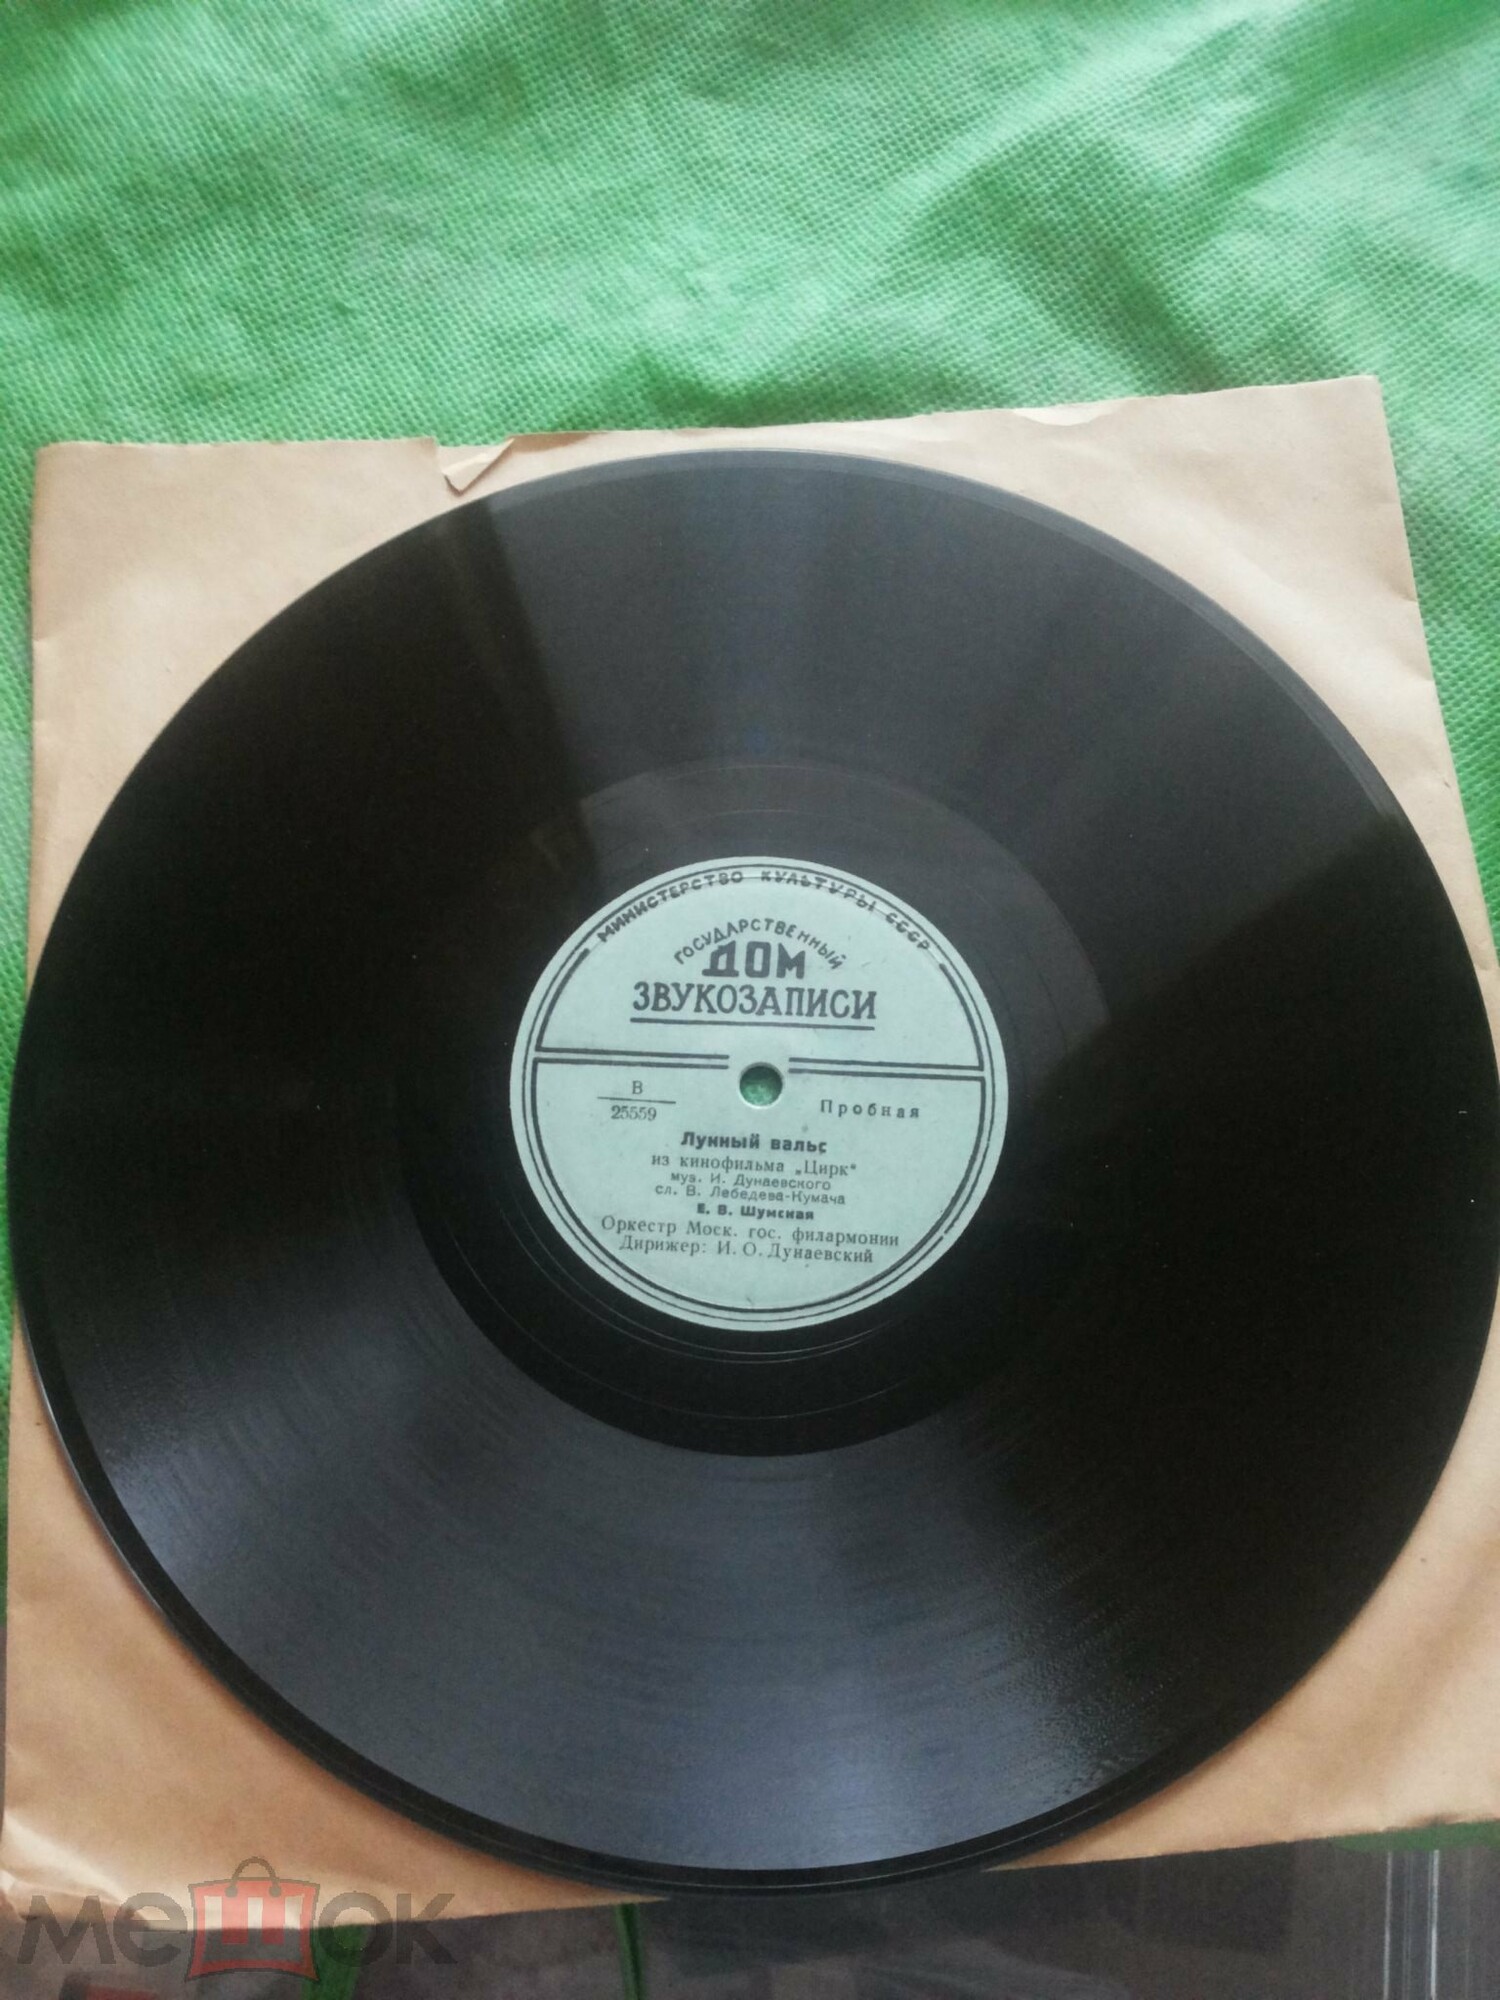 МИНИСТЕРСТВО КУЛЬТУРЫ СССР
ГОСУДАРСТВЕННЫЙ
ДОМ
ЗВУКОЗАПИСИ
В
25559
Пробная
Лунный вальс
из кинофильма „Цирк“
муз. И. Дунаевского
сл. В. Лебедева-Кумача
Е. В. Шумская
Оркестр Моск. гос. филармонии
Дирижер: И. О. Дунаевский
мешок